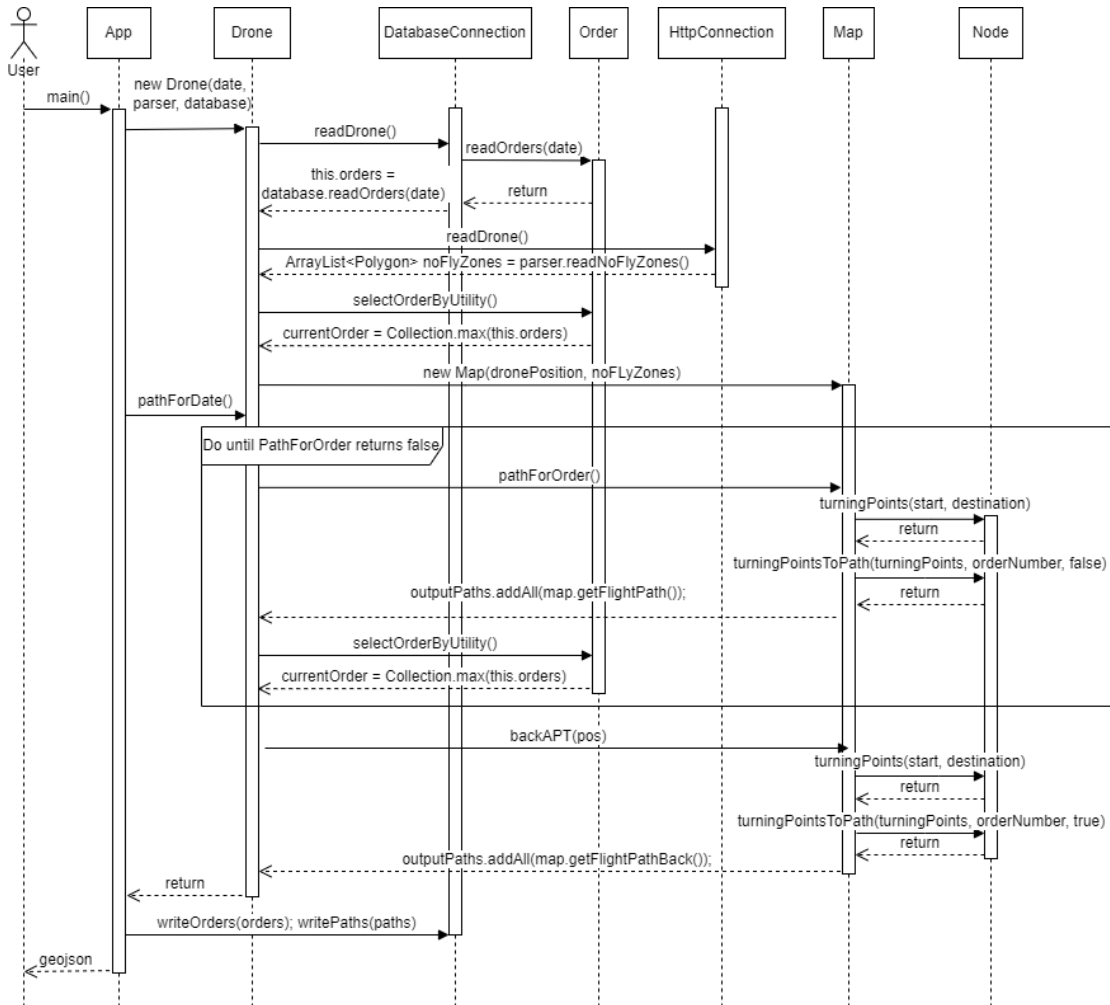 App
Drone
DatabaseConnection
Order
HttpConnection
Map
Node
User
new Drone(date,
parser, database)
main()
readDrone()
readOrders(date)
this.orders =
database.readOrders(date)
return
readDrone()
ArrayList<Polygon> noFlyZones = parser.readNoFlyZones()
selectOrderByUtility()
currentOrder = Collection.max(this.orders)
new Map(dronePosition, noFLyZones)
pathForDate()
Do until PathForOrder returns false
pathForOrder()
turningPoints(start, destination)
return
turningPointsToPath(turningPoints, orderNumber, false)
return
outputPaths.addAll(map.getFlightPath());
selectOrderByUtility()
currentOrder = Collection.max(this.orders)
backAPT(pos)
turningPoints(start, destination)
return
turningPointsToPath(turningPoints, orderNumber, true)
return
outputPaths.addAll(map.getFlightPathBack());
return
writeOrders(orders); writePaths(paths)
geojson